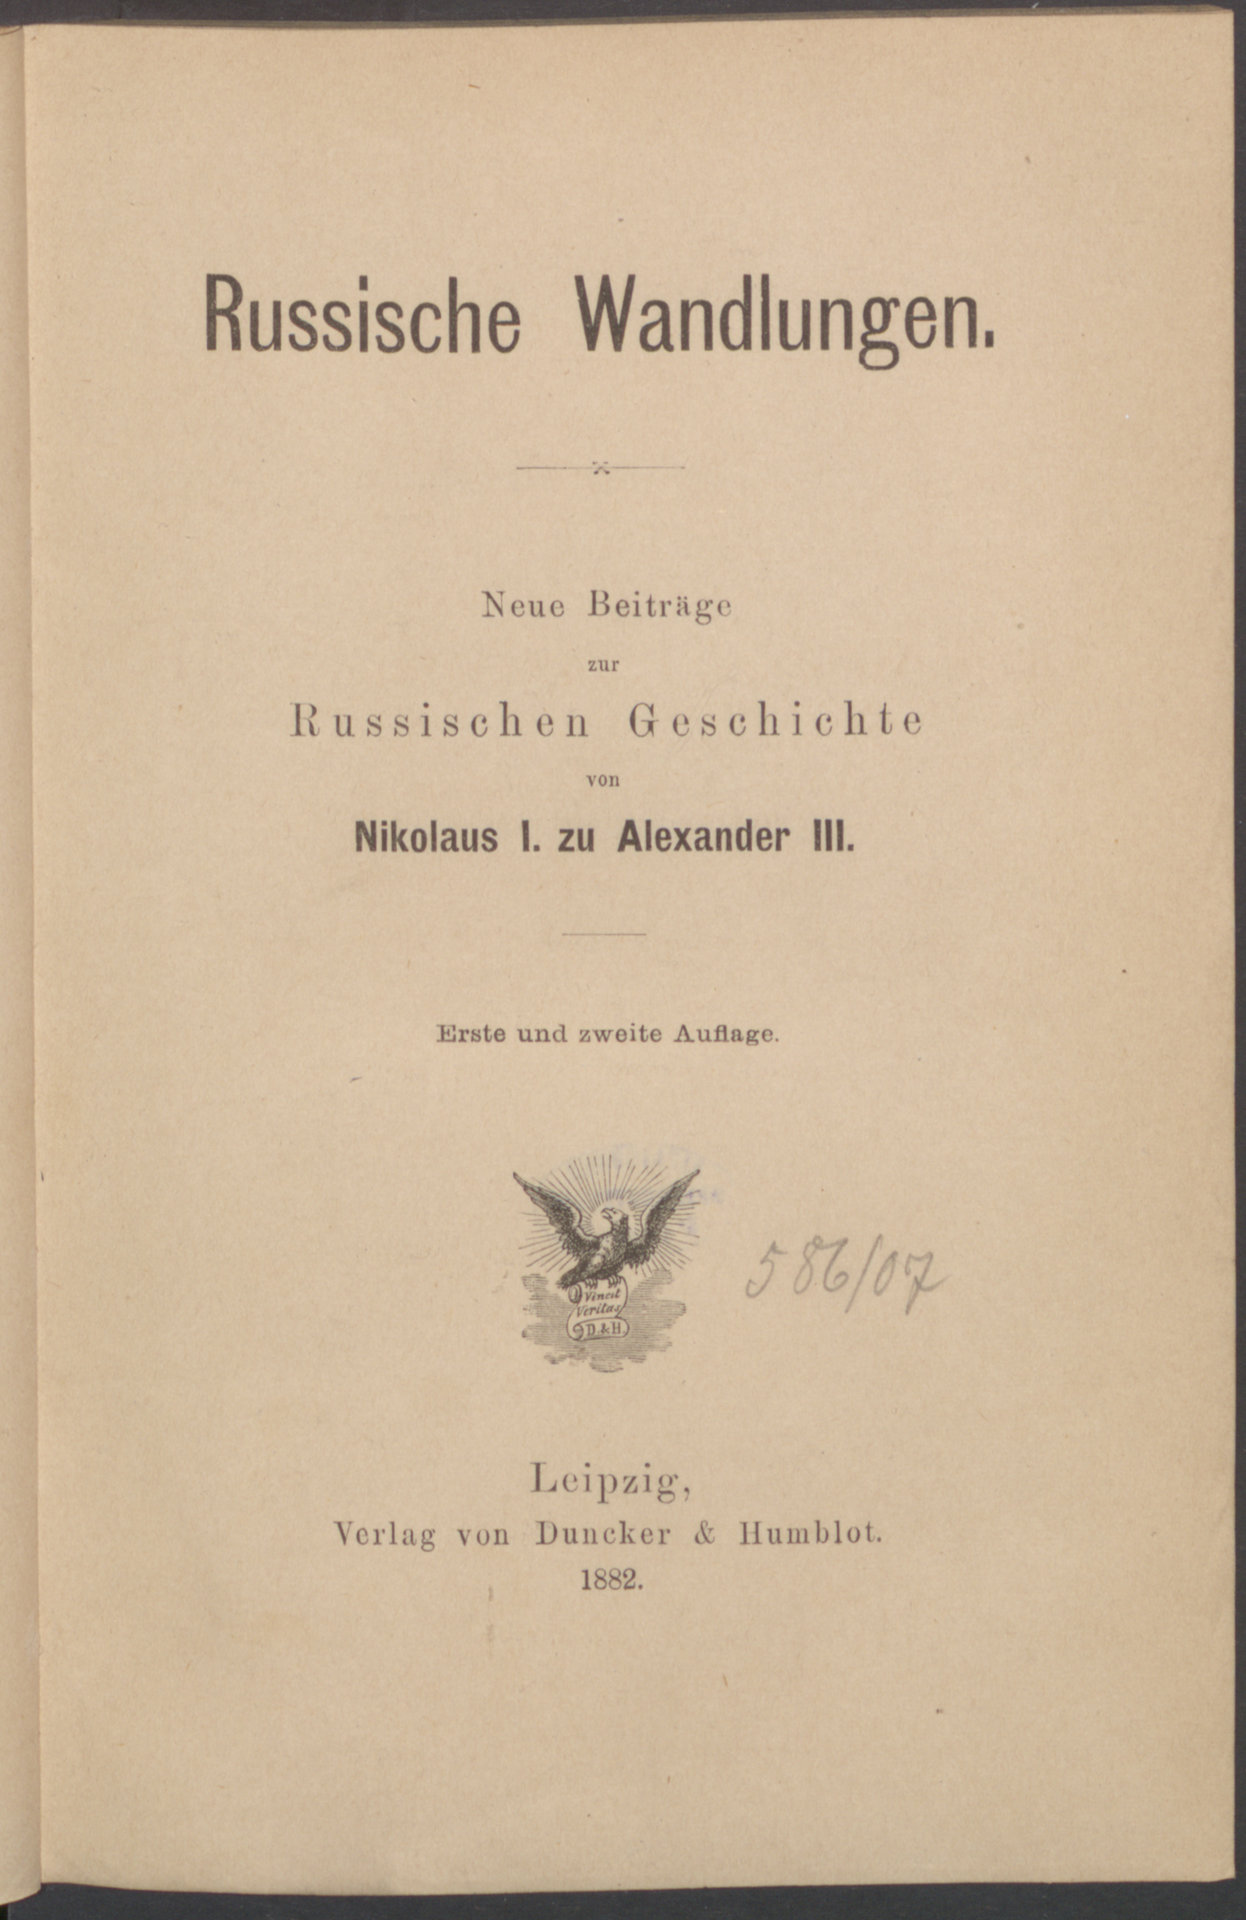 Russische Wandlungen.
Neue Beiträge
zur
Russischen Geschichte
von
Nikolaus I. zu Alexander III.
Erste und zweite Auflage.
Vincit
Veritas
D.&H.
586/07
Leipzig,
Verlag von Duncker & Humblot.
1882.